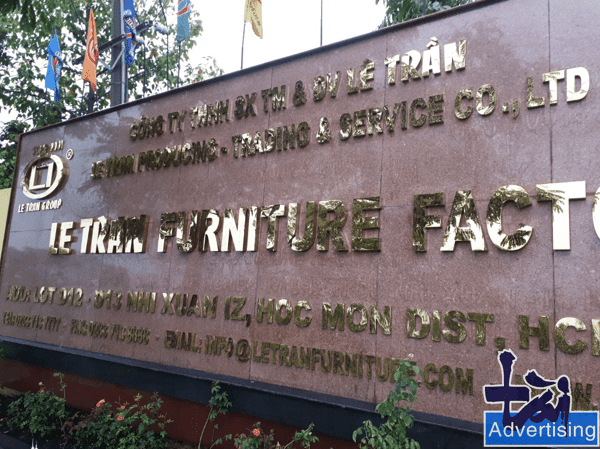 CÔNG TY TNHH SX TM & DV LÊ TRẦN
LE TRAN PRODUCING - TRADING & SERVICE CO., LTD
LE TRAN GROUP
LE TRAN FURNITURE FACTO
ADD: LOT D12 - D13 NHI XUAN IZ, HOC MON DIST, HC
EMAIL: INFO@LETRANFURNITURE.COM
Advertising